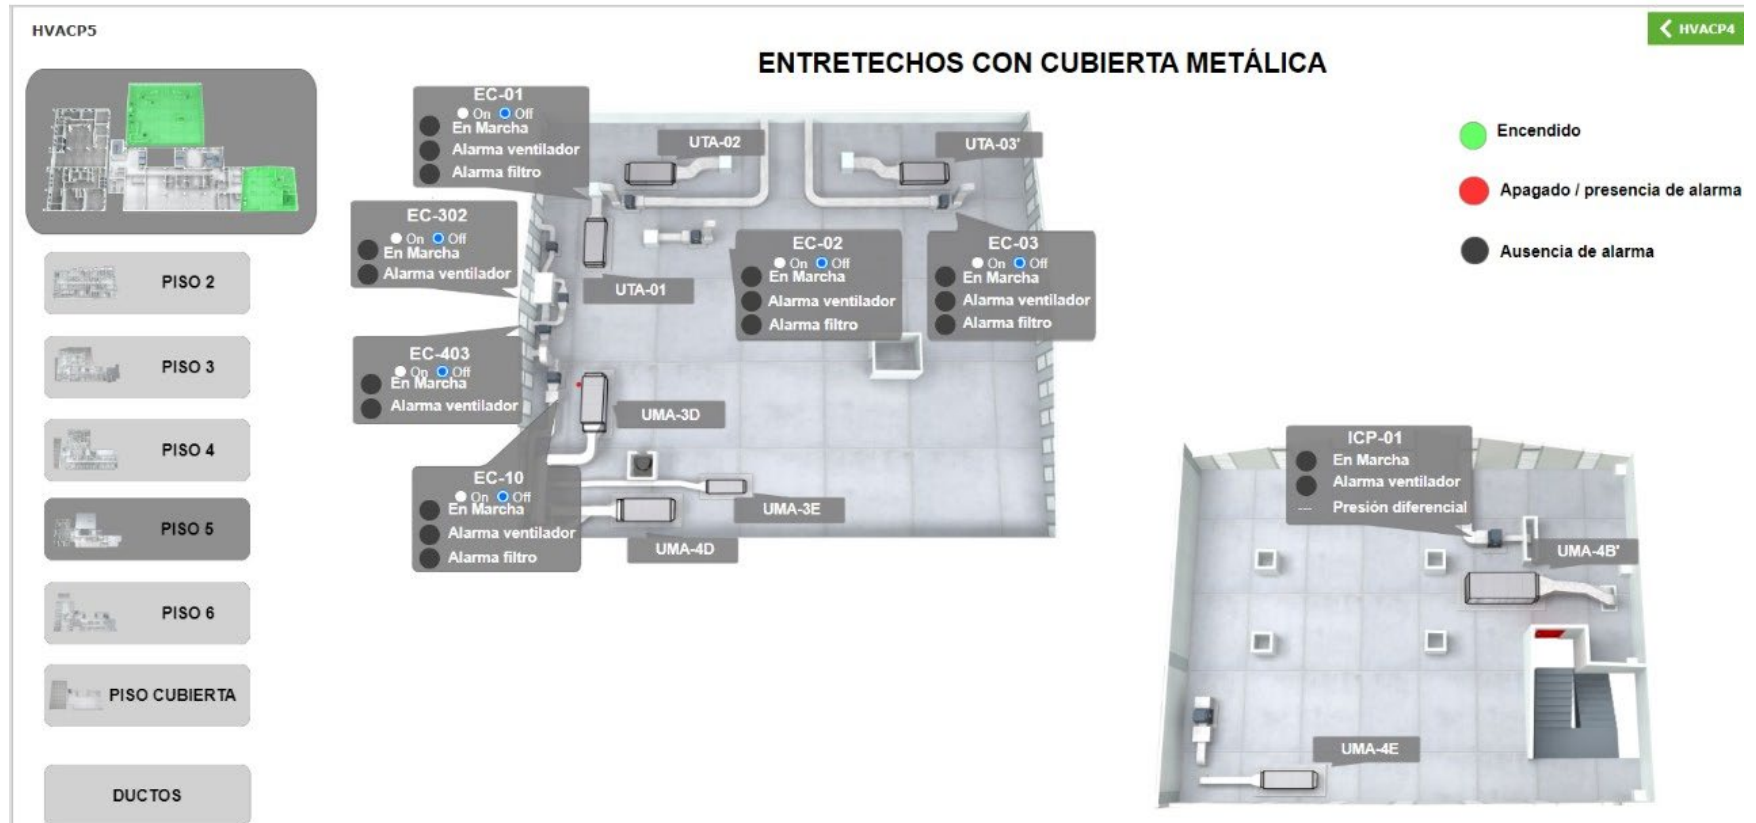 HVACP5
HVACP4
ENTRETECHOS CON CUBIERTA METÁLICA
Encendido
Apagado / presencia de alarma
Ausencia de alarma
PISO 2
PISO 3
PISO 4
PISO 5
PISO 6
PISO CUBIERTA
DUCTOS
EC-01
On Off
En Marcha
Alarma ventilador
Alarma filtro
UTA-02
UTA-03'
EC-302
On Off
En Marcha
Alarma ventilador
UTA-01
EC-02
On Off
En Marcha
Alarma ventilador
Alarma filtro
EC-03
On Off
En Marcha
Alarma ventilador
Alarma filtro
EC-403
On Off
En Marcha
Alarma ventilador
UMA-3D
EC-10
On Off
En Marcha
Alarma ventilador
Alarma filtro
UMA-3E
UMA-4D
ICP-01
En Marcha
Alarma ventilador
--- Presión diferencial
UMA-4B'
UMA-4E